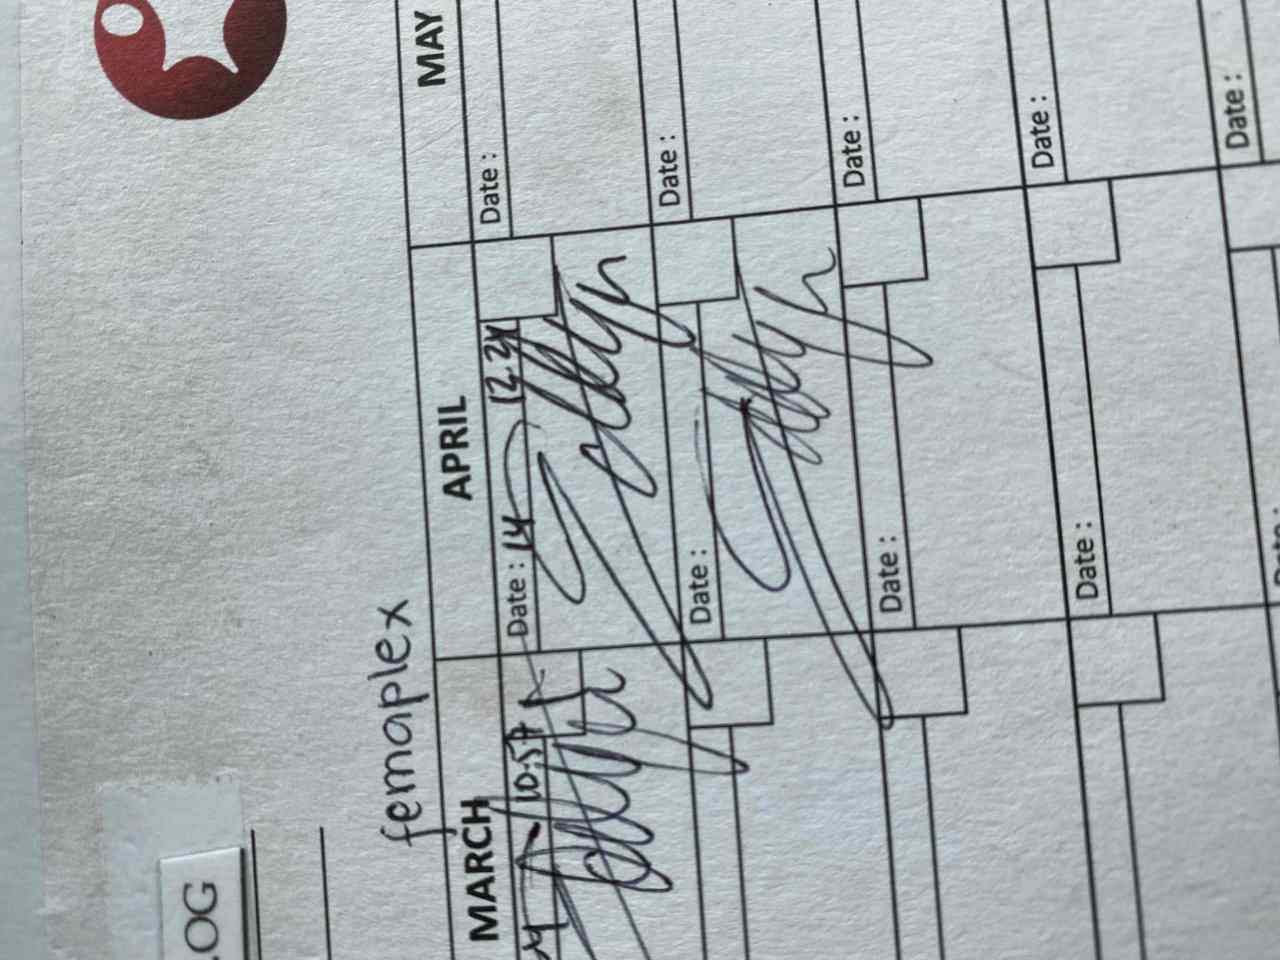 LOG
femaplex
MARCH APRIL MAY
10:57 Date : 14 12 24 Date :
Date : Date :
Date : Date :
Date : Date :
Date :